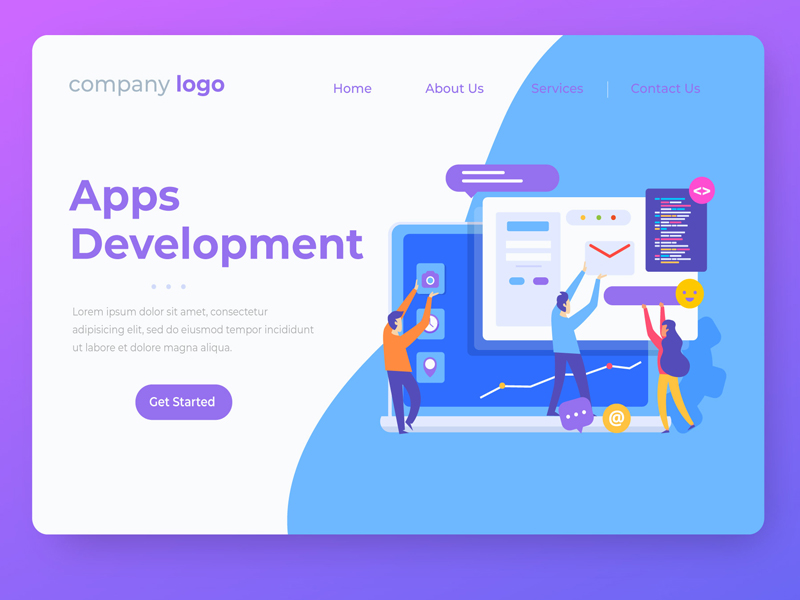 company logo
Home
About Us
Services
Contact Us
Apps
Development
Lorem ipsum dolor sit amet, consectetur
adipisicing elit, sed do eiusmod tempor incididunt
ut labore et dolore magna aliqua.
Get Started
<>
@